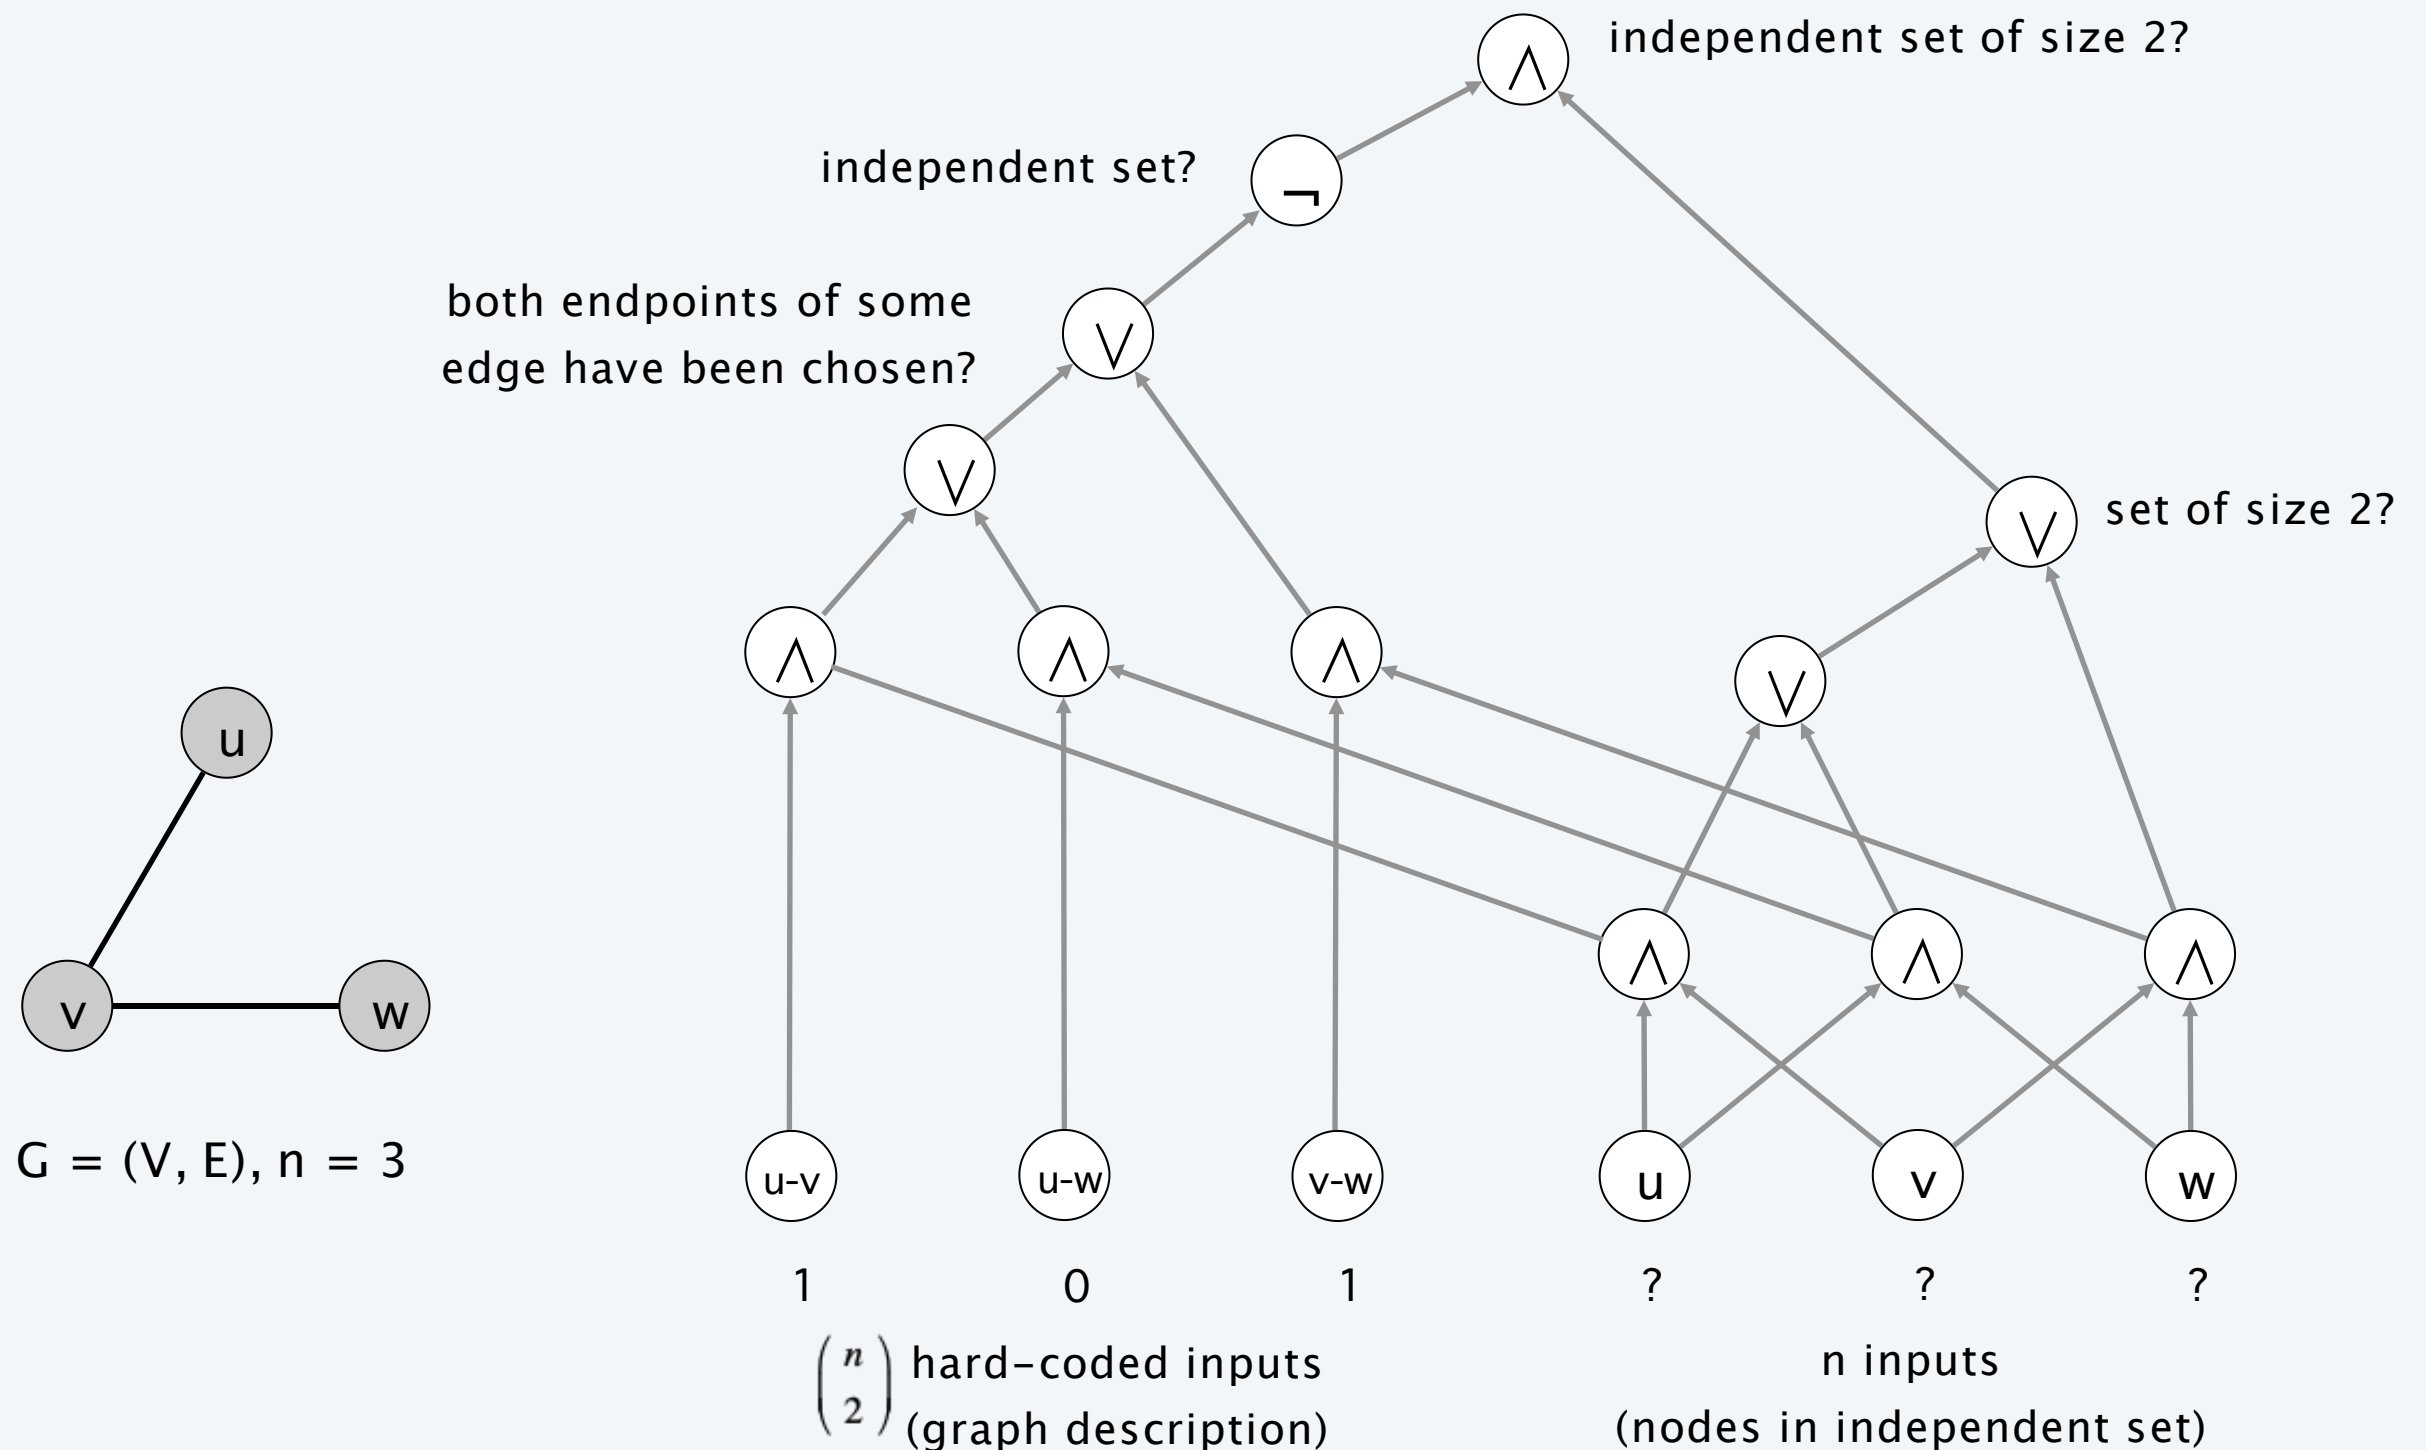 ∧
independent set of size 2?
independent set?
¬
both endpoints of some
edge have been chosen?
∨
∨
∨
set of size 2?
∧ ∧ ∧
∨
u
v w
∧ ∧ ∧
G = (V, E), n = 3
u-v u-w v-w u v w
1 0 1 ? ? ?
(n 2) hard-coded inputs
(graph description)
n inputs
(nodes in independent set)